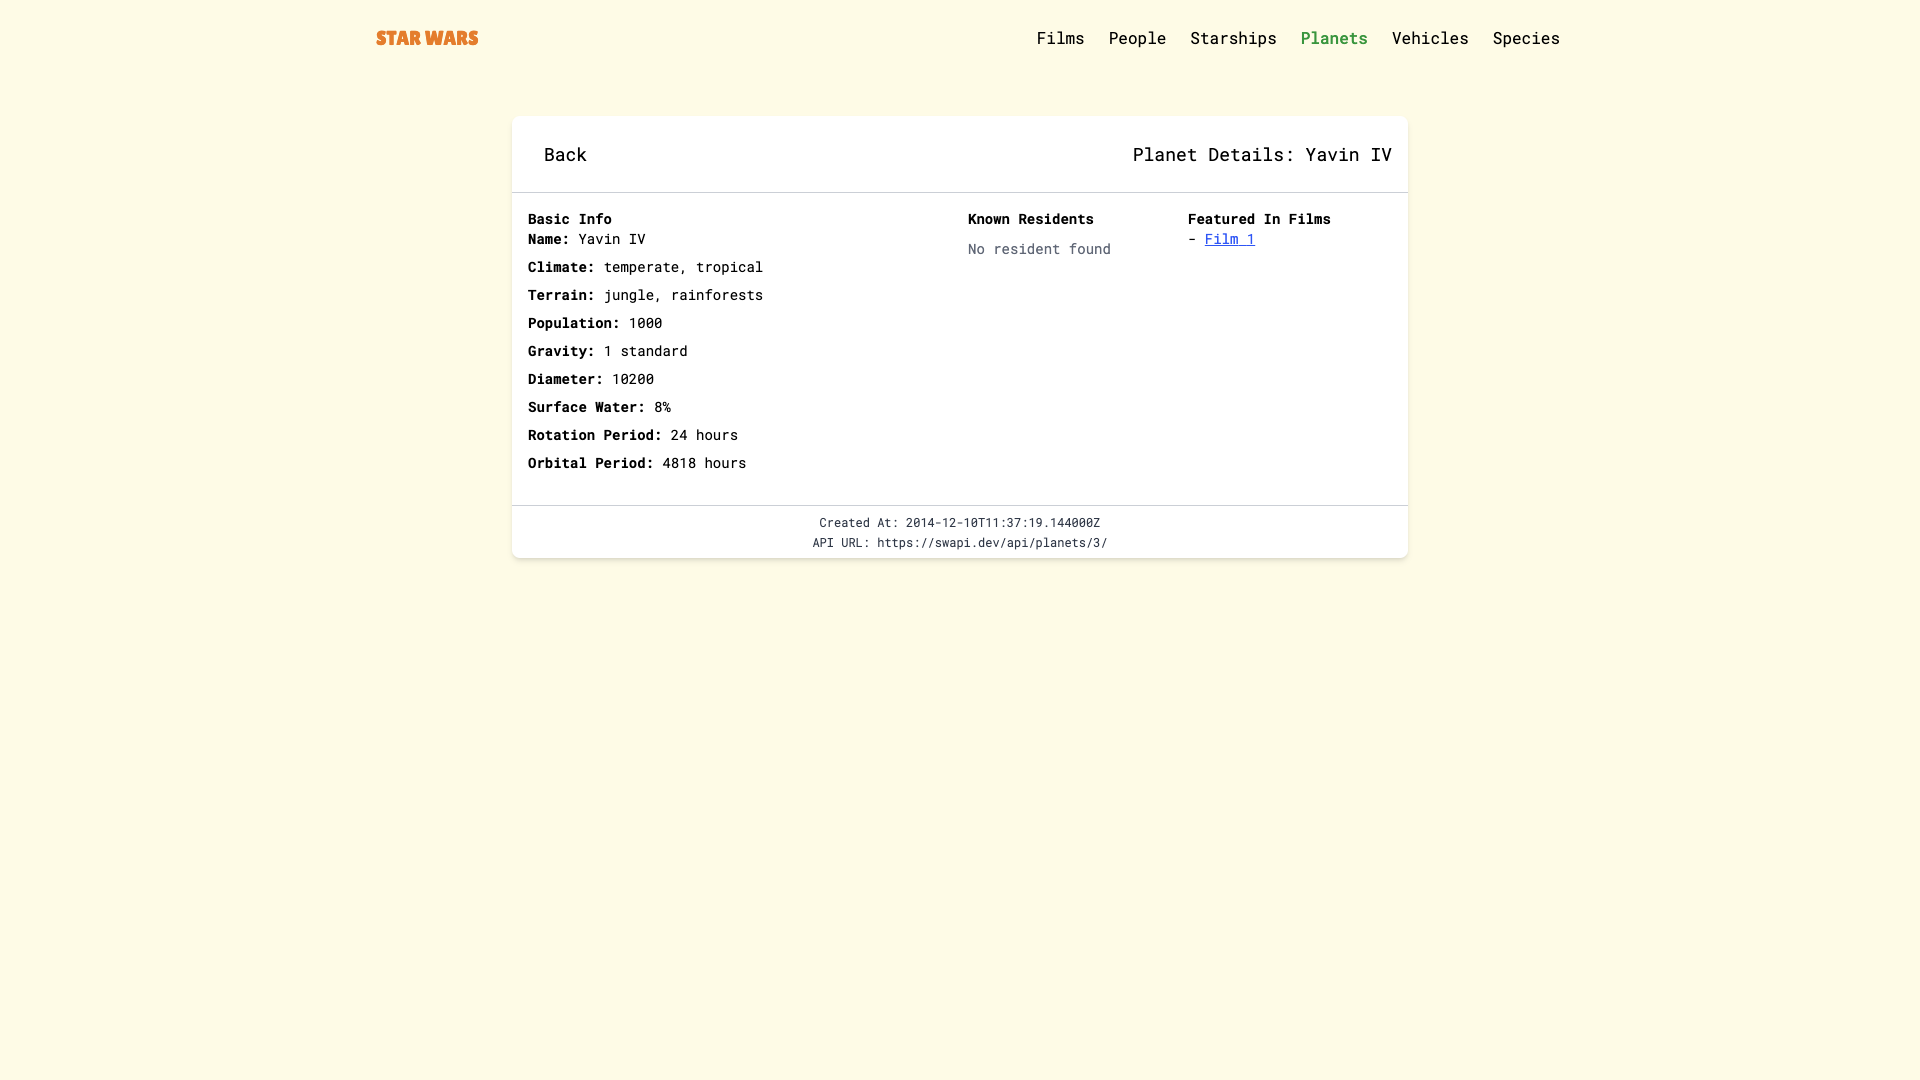 STAR WARS
Films People Starships Planets Vehicles Species
Back
Planet Details: Yavin IV
Basic Info
Name: Yavin IV
Climate: temperate, tropical
Terrain: jungle, rainforests
Population: 1000
Gravity: 1 standard
Diameter: 10200
Surface Water: 8%
Rotation Period: 24 hours
Orbital Period: 4818 hours
Known Residents
No resident found
Featured In Films
- Film 1
Created At: 2014-12-10T11:37:19.144000Z
API URL: https://swapi.dev/api/planets/3/